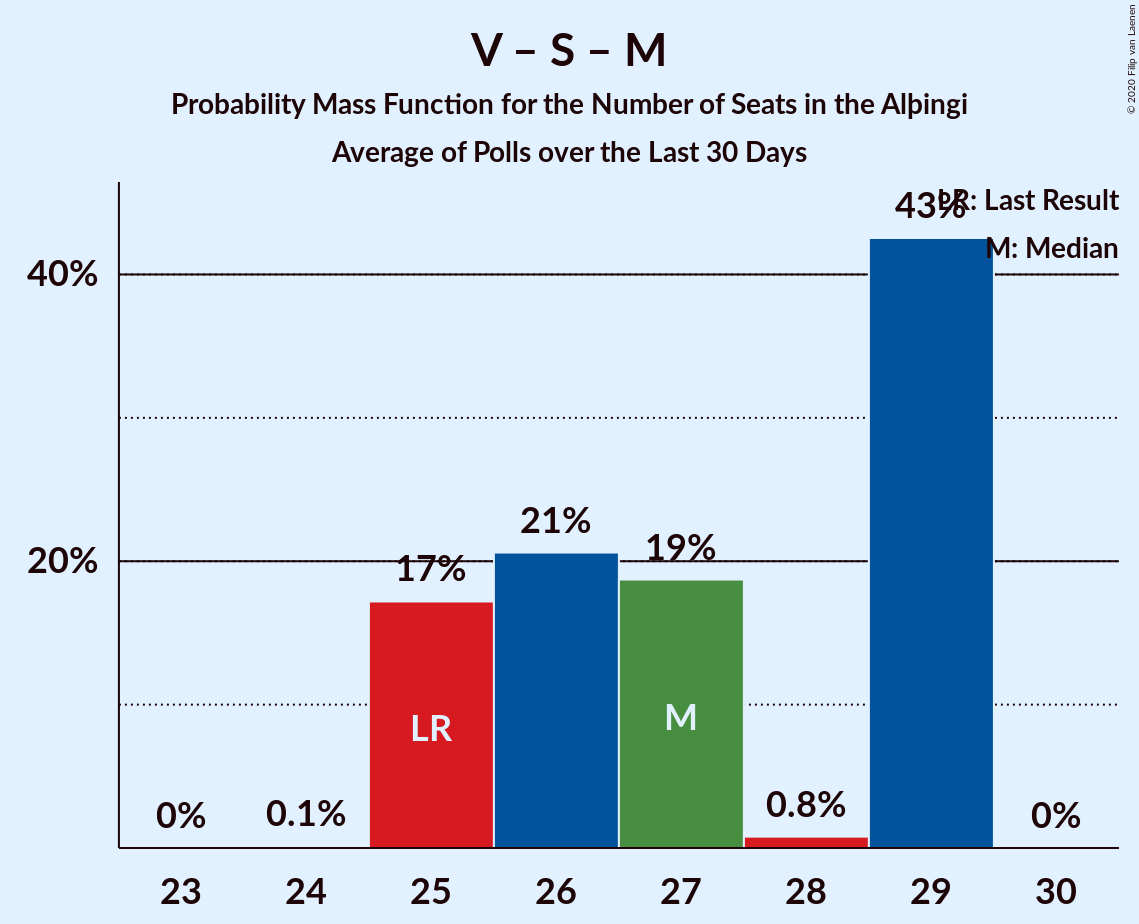 V – S – M
Probability Mass Function for the Number of Seats in the Alþingi
Average of Polls over the Last 30 Days
© 2020 Filip van Laenen
LR: Last Result
M: Median
43%
40%
21%
19%
20%
17%
LR
M
0%
0.1%
0.8%
0%
23 24 25 26 27 28 29 30